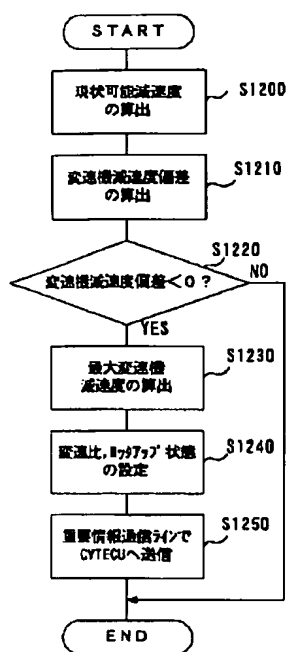 START
現状可能減速度
の算出
S1200
変速機減速度偏差
の算出
S1210
変速機減速度偏差<0?
S1220
NO
YES
最大変速機
減速度の算出
S1230
変速比,ロックアップ状態
の設定
S1240
重要情報通信ラインで
CVTECUへ送信
S1250
END